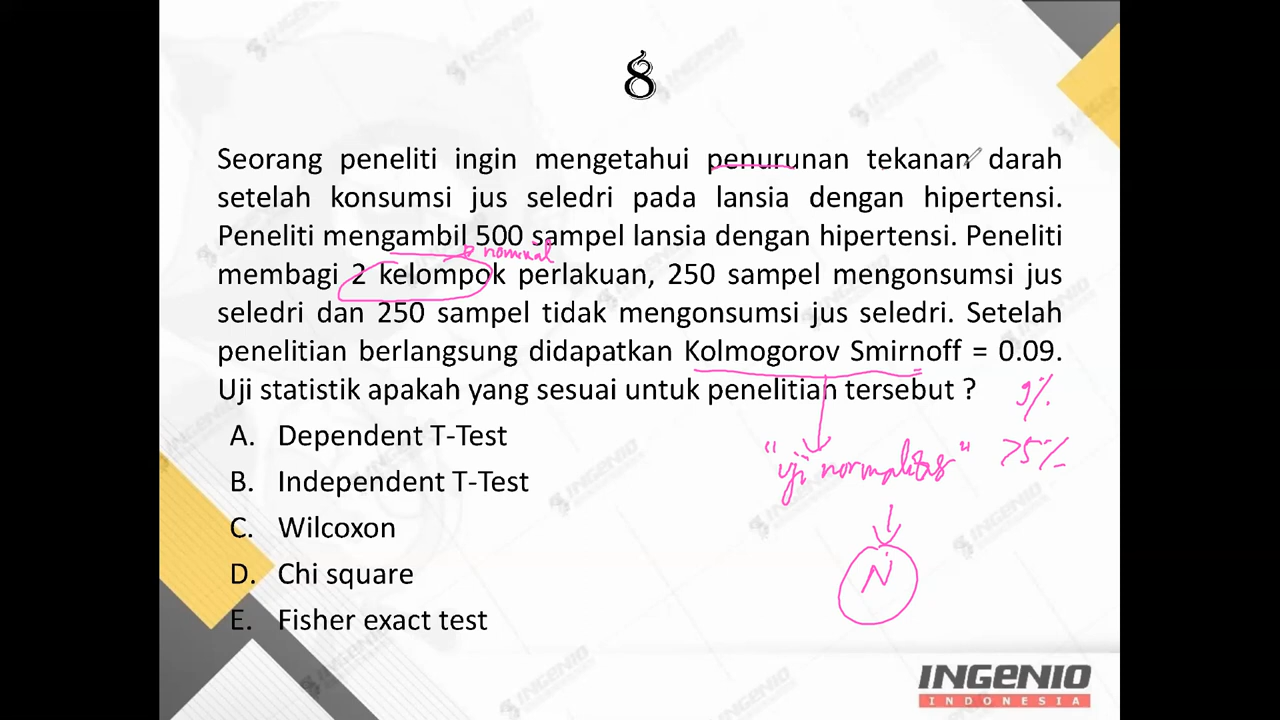 8
Seorang peneliti ingin mengetahui penurunan tekanan darah
setelah konsumsi jus seledri pada lansia dengan hipertensi.
Peneliti mengambil 500 sampel lansia dengan hipertensi. Peneliti
nominal
membagi 2 kelompok perlakuan, 250 sampel mengonsumsi jus
seledri dan 250 sampel tidak mengonsumsi jus seledri. Setelah
penelitian berlangsung didapatkan Kolmogorov Smirnoff = 0.09.
Uji statistik apakah yang sesuai untuk penelitian tersebut ?
9%
A. Dependent T-Test
"uji normalitas"
>5%
B. Independent T-Test
C. Wilcoxon
D. Chi square
N
E. Fisher exact test
INGENIO
INDONESIA